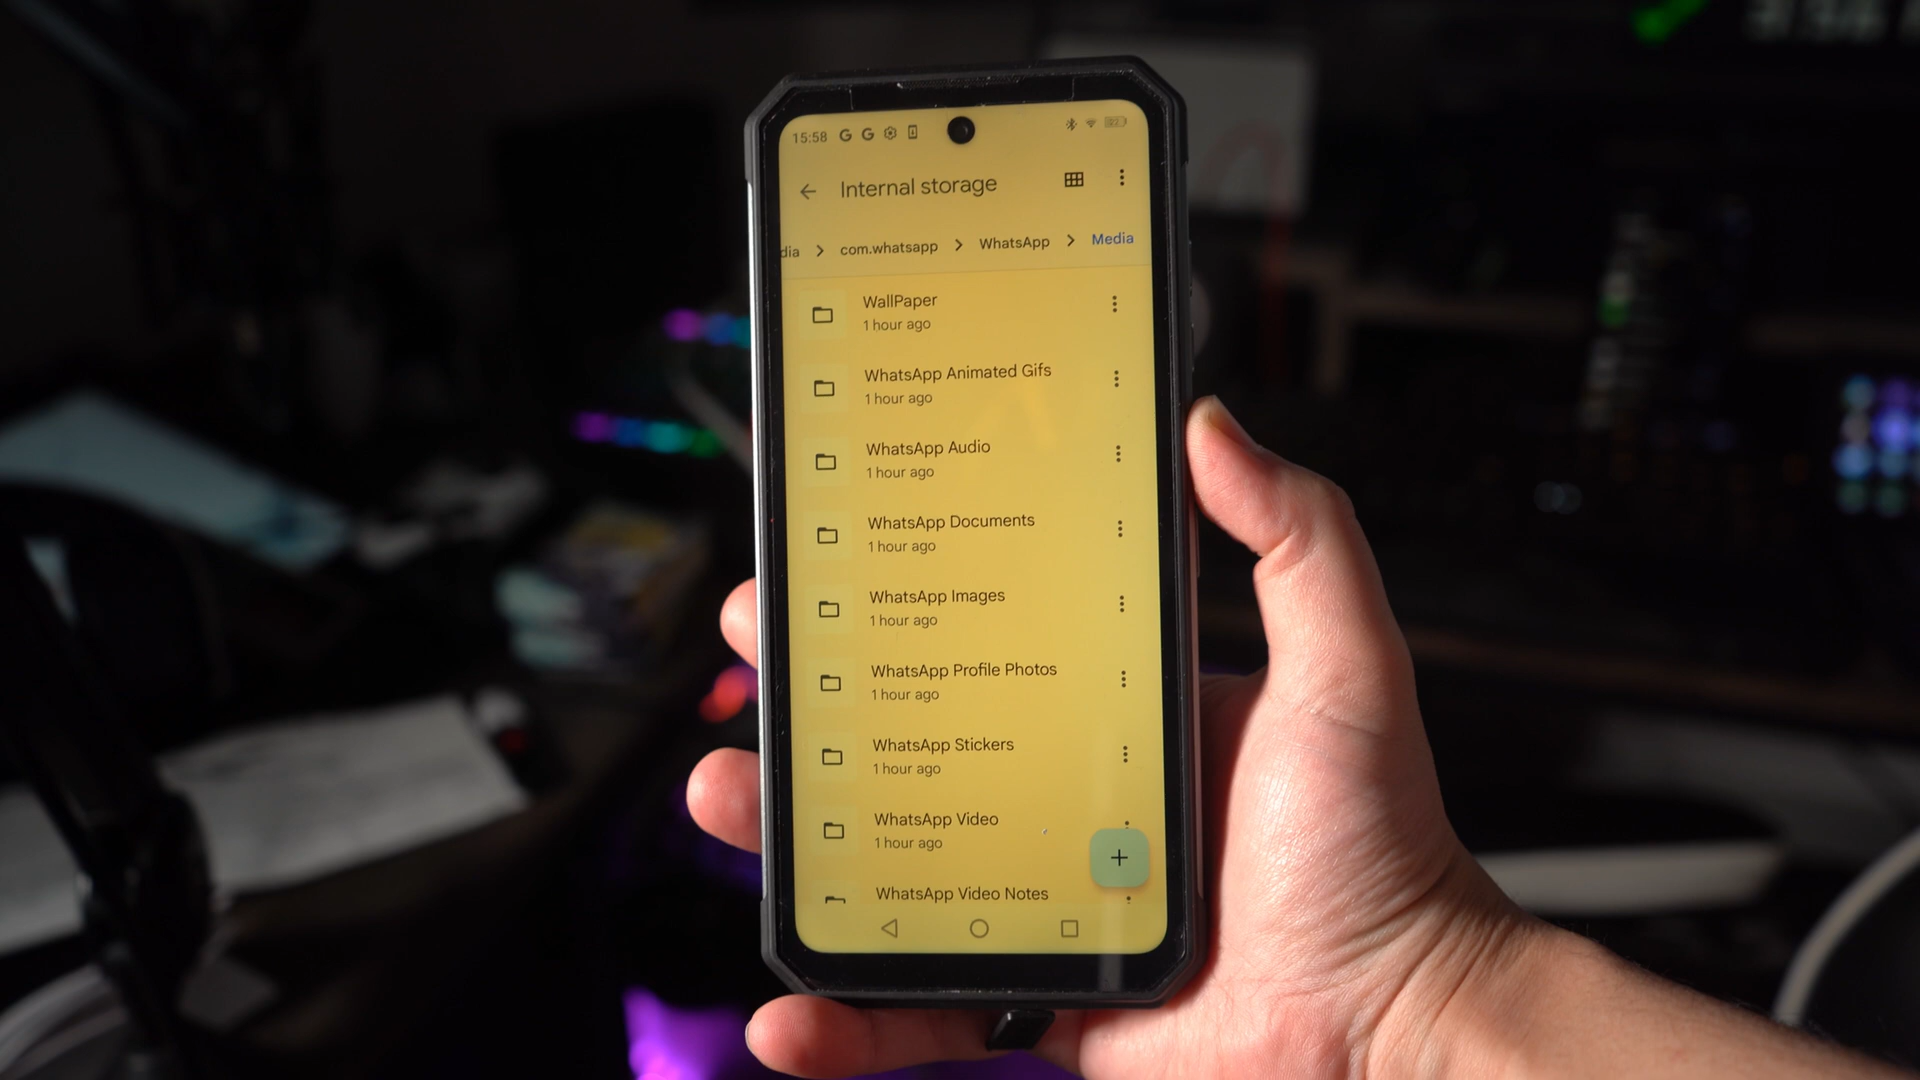 15:58 G G
Internal storage
dia > com.whatsapp > WhatsApp > Media
WallPaper
1 hour ago
WhatsApp Animated Gifs
1 hour ago
WhatsApp Audio
1 hour ago
WhatsApp Documents
1 hour ago
WhatsApp Images
1 hour ago
WhatsApp Profile Photos
1 hour ago
WhatsApp Stickers
1 hour ago
WhatsApp Video
1 hour ago
+
WhatsApp Video Notes